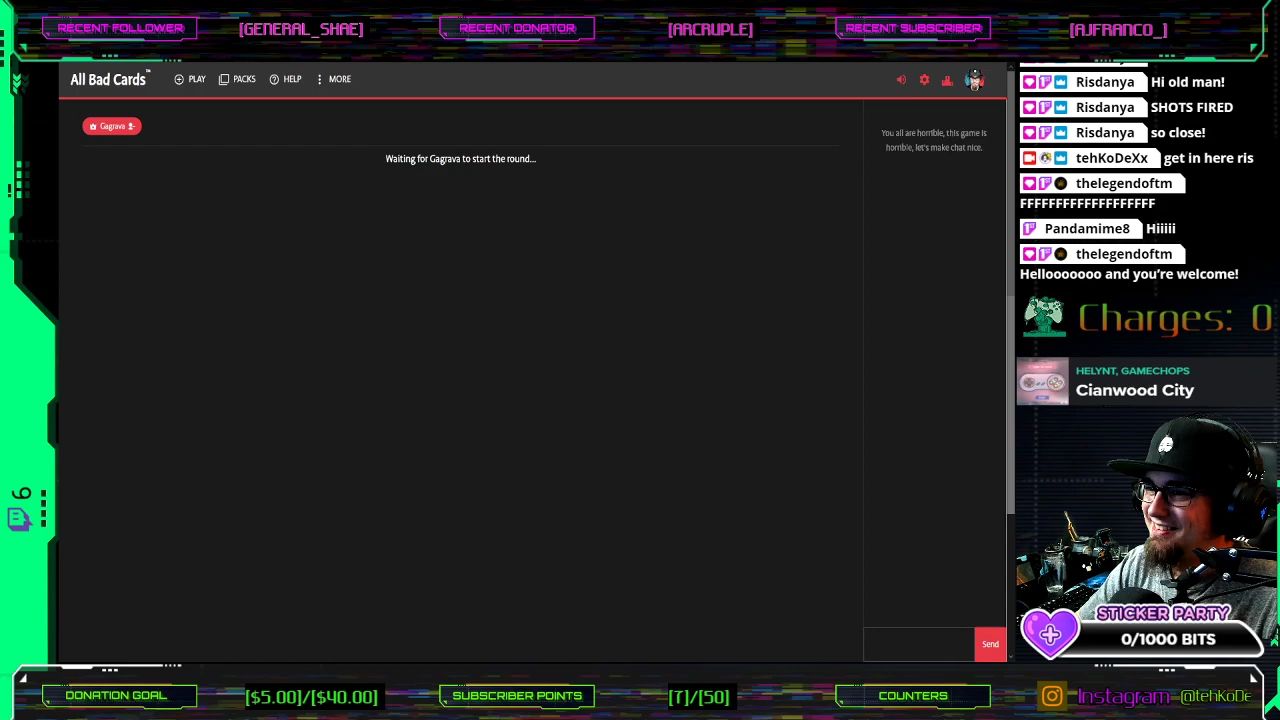 RECENT FOLLOWER
[GENERAL_SHAE]
RECENT DONATOR
[ARCRUPLE]
RECENT SUBSCRIBER
[AJFRANCO_]
All Bad Cards™
PLAY
PACKS
HELP
MORE
Gagrava
Waiting for Gagrava to start the round...
You all are horrible, this game is
horrible, let's make chat nice.
Send
Risdanya Hi old man!
Risdanya SHOTS FIRED
Risdanya so close!
tehKoDeXx get in here ris
thelegendoftm
FFFFFFFFFFFFFFFFFFF
Pandamime8 Hiiiii
thelegendoftm
Hellooooooo and you're welcome!
Charges: 0
HELYNT, GAMECHOPS
Cianwood City
STICKER PARTY
0/1000 BITS
6
DONATION GOAL
[$5.00]/[$40.00]
SUBSCRIBER POINTS
[7]/[50]
COUNTERS
Instagram @tehKoDe